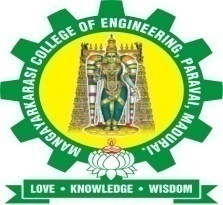 MANGAYARKARASI COLLEGE OF ENGINEERING, PARAVAI, MADURAI.
LOVE • KNOWLEDGE • WISDOM